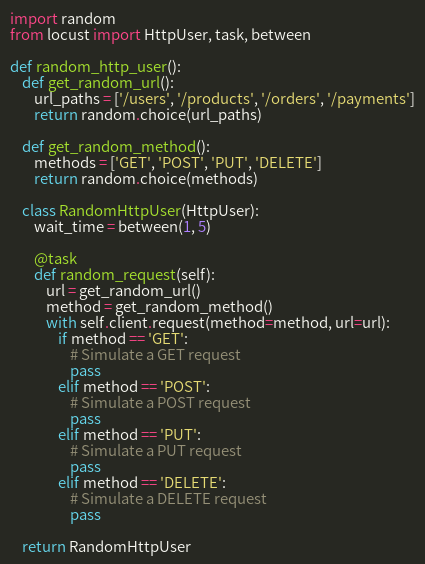 import random
from locust import HttpUser, task, between

def random_http_user():
    def get_random_url():
        url_paths = ['/users', '/products', '/orders', '/payments']
        return random.choice(url_paths)

    def get_random_method():
        methods = ['GET', 'POST', 'PUT', 'DELETE']
        return random.choice(methods)

    class RandomHttpUser(HttpUser):
        wait_time = between(1, 5)

        @task
        def random_request(self):
            url = get_random_url()
            method = get_random_method()
            with self.client.request(method=method, url=url):
                if method == 'GET':
                    # Simulate a GET request
                    pass
                elif method == 'POST':
                    # Simulate a POST request
                    pass
                elif method == 'PUT':
                    # Simulate a PUT request
                    pass
                elif method == 'DELETE':
                    # Simulate a DELETE request
                    pass

    return RandomHttpUser